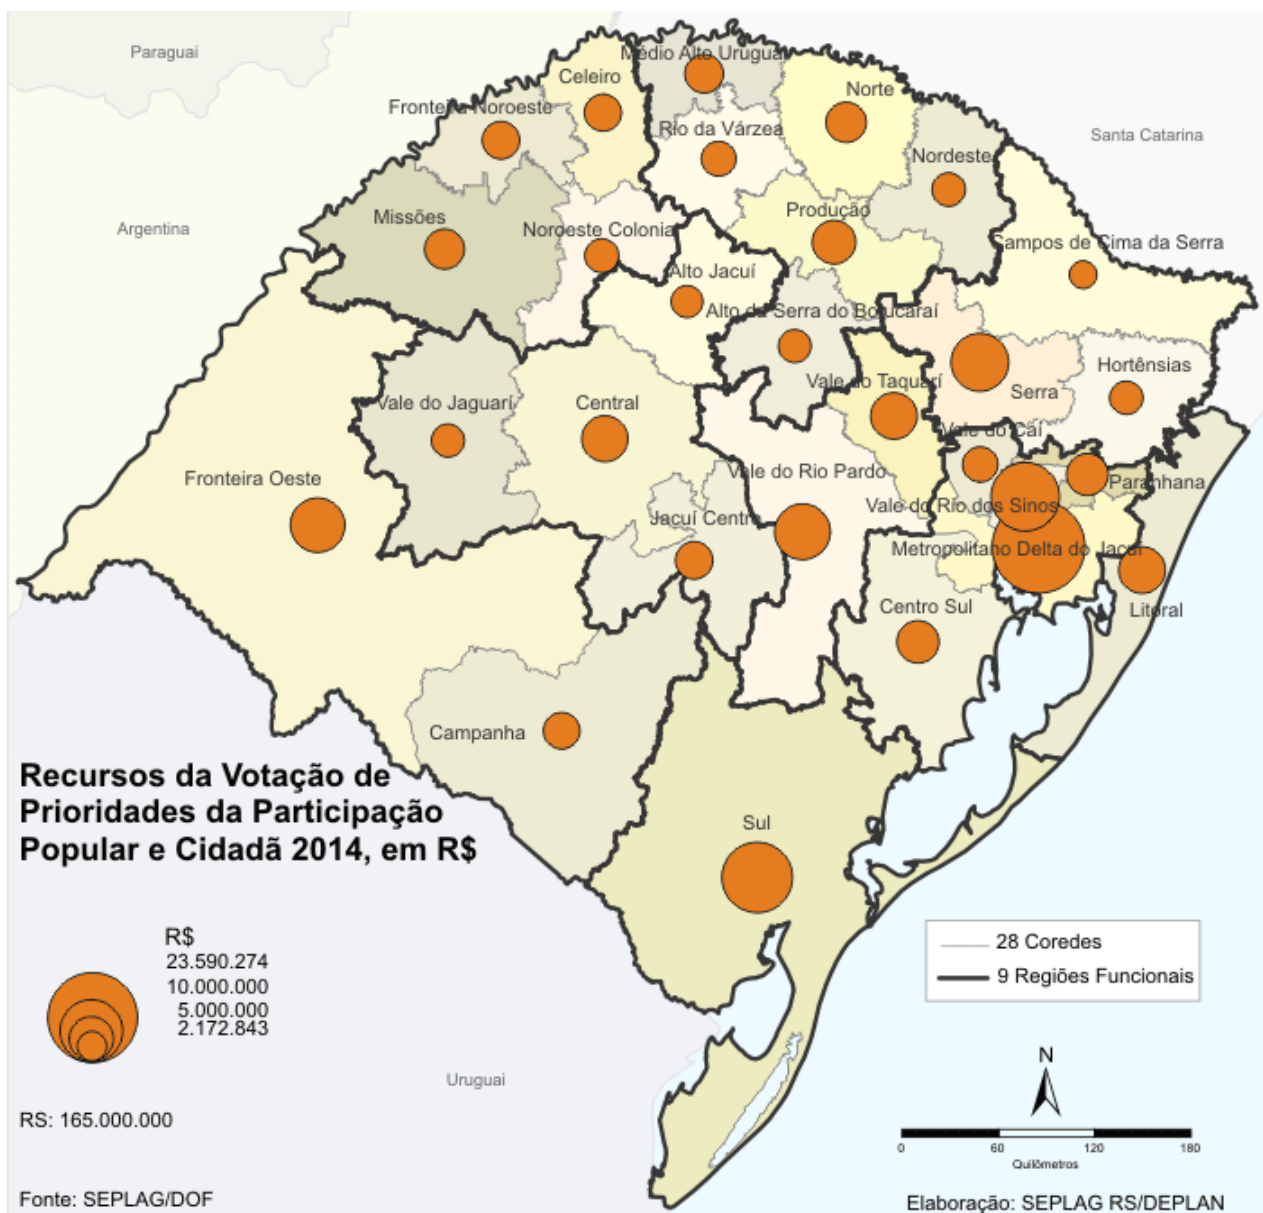 Paraguai
Médio Alto Uruguai
Celeiro
Norte
Fronteira Noroeste
Rio da Várzea
Santa Catarina
Nordeste
Missões
Produção
Argentina
Noroeste Colonial
Campos de Cima da Serra
Alto Jacuí
Alto da Serra do Botucaraí
Hortênsias
Vale do Taquari
Serra
Vale do Jaguarí
Central
Vale do Caí
Fronteira Oeste
Vale do Rio Pardo
Paranhana
Vale do Rio dos Sinos
Jacuí Centro
Metropolitano Delta do Jacuí
Centro Sul
Litoral
Campanha
Recursos da Votação de
Prioridades da Participação
Popular e Cidadã 2014, em R$
Sul
R$
23.590.274
10.000.000
5.000.000
2.172.843
28 Coredes
9 Regiões Funcionais
N
Uruguai
RS: 165.000.000
0 60 120 180
Quilômetros
Fonte: SEPLAG/DOF
Elaboração: SEPLAG RS/DEPLAN